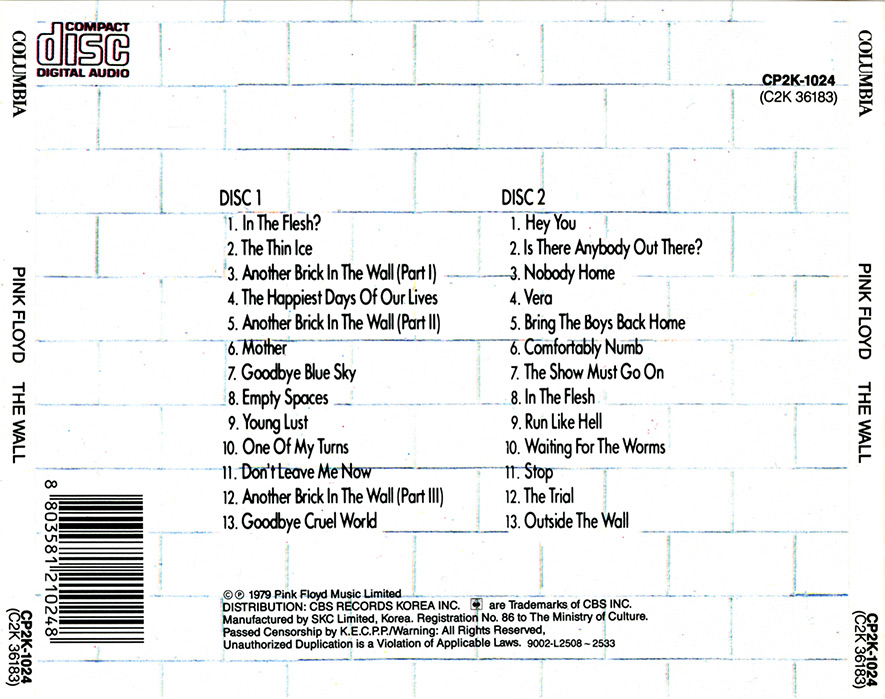 COMPACT
disc
DIGITAL AUDIO
COLUMBIA
PINK FLOYD THE WALL
CP2K-1024
(C2K 36183)
CP2K-1024
(C2K 36183)
DISC 1
1. In The Flesh?
2. The Thin Ice
3. Another Brick In The Wall (Part I)
4. The Happiest Days Of Our Lives
5. Another Brick In The Wall (Part II)
6. Mother
7. Goodbye Blue Sky
8. Empty Spaces
9. Young Lust
10. One Of My Turns
11. Don't Leave Me Now
12. Another Brick In The Wall (Part III)
13. Goodbye Cruel World
DISC 2
1. Hey You
2. Is There Anybody Out There?
3. Nobody Home
4. Vera
5. Bring The Boys Back Home
6. Comfortably Numb
7. The Show Must Go On
8. In The Flesh
9. Run Like Hell
10. Waiting For The Worms
11. Stop
12. The Trial
13. Outside The Wall
8 803581 210248
© ℗ 1979 Pink Floyd Music Limited
DISTRIBUTION: CBS RECORDS KOREA INC. are Trademarks of CBS INC.
Manufactured by SKC Limited, Korea. Registration No. 86 to The Ministry of Culture.
Passed Censorship by K.E.C.P.P./Warning: All Rights Reserved,
Unauthorized Duplication is a Violation of Applicable Laws. 9002-L2508~2533
COLUMBIA
PINK FLOYD THE WALL
CP2K-1024
(C2K 36183)